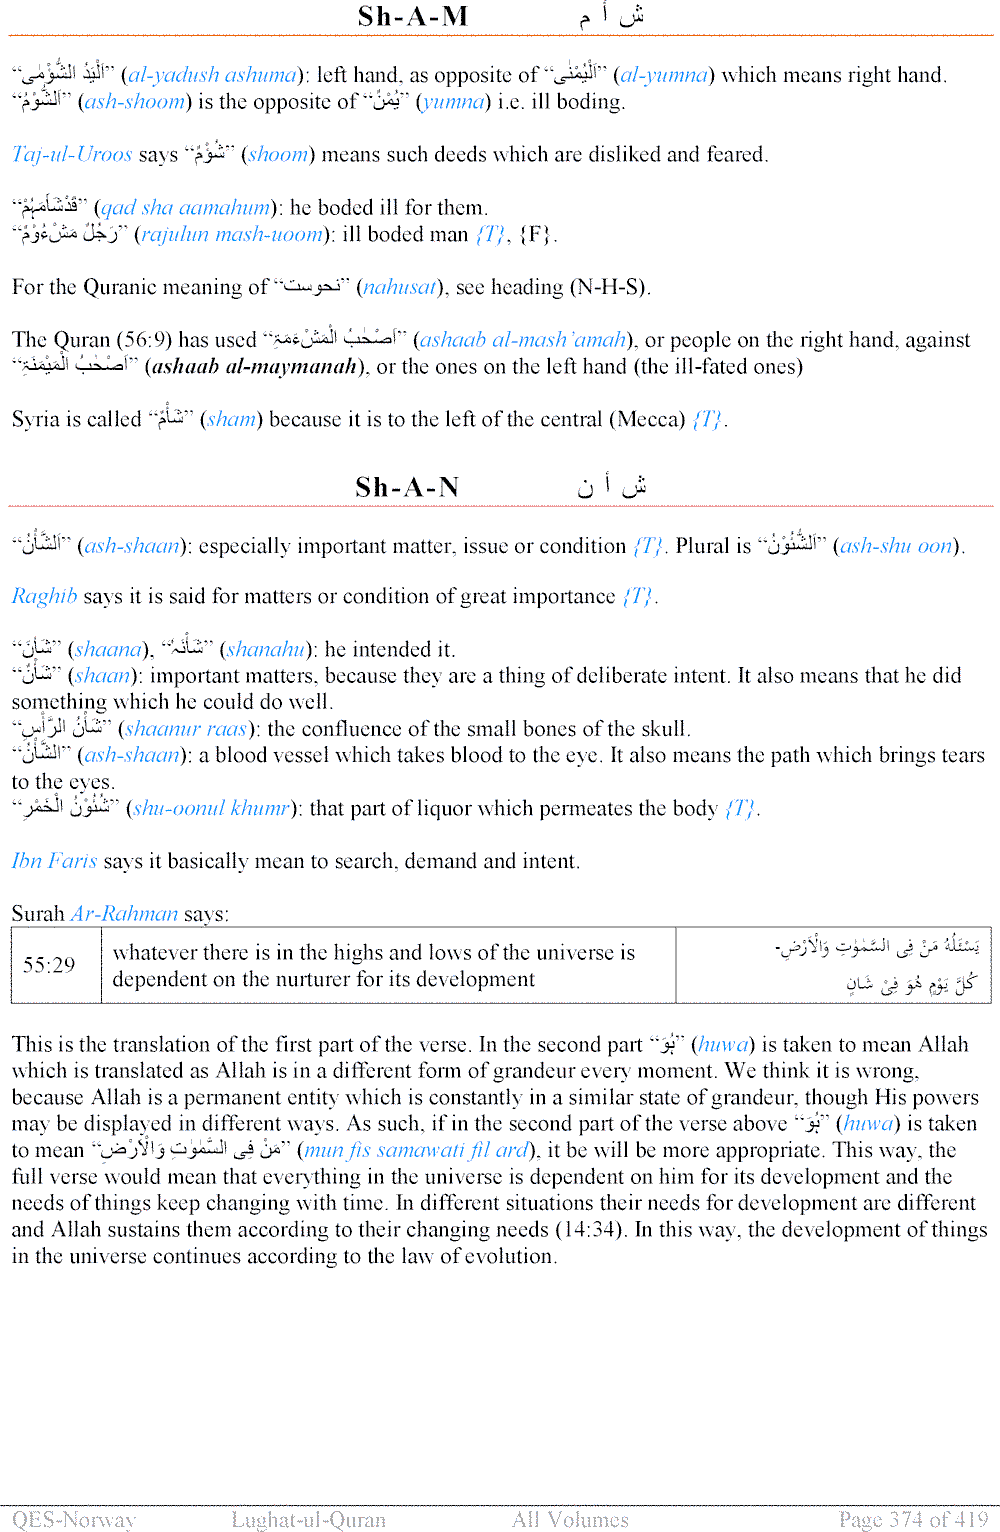 Sh-A-M ش أ م
“اَلْيَدُ الشُّؤْمٰى” (al-yadush ashuma): left hand, as opposite of “اَلْيُمْنٰى” (al-yumna) which means right hand.
“اَلشُّوْمُ” (ash-shoom) is the opposite of “يُمْنٌ” (yumna) i.e. ill boding.
Taj-ul-Uroos says “شُؤْمٌ” (shoom) means such deeds which are disliked and feared.
“قَدْشَأَمَہُمْ” (qad sha aamahum): he boded ill for them.
“رَجُلٌ مَشْءُوْمٌ” (rajulun mash-uoom): ill boded man {T}, {F}.
For the Quranic meaning of “نحوست” (nahusat), see heading (N-H-S).
The Quran (56:9) has used “اَصْحٰبُ الْمَشْءَمَۃِ” (ashaab al-mash’amah), or people on the right hand, against
“اَصْحٰبُ الْمَيْمَنَۃِ” (ashaab al-maymanah), or the ones on the left hand (the ill-fated ones)
Syria is called “شَأْمٌ” (sham) because it is to the left of the central (Mecca) {T}.
Sh-A-N ش أ ن
“اَلشَّأْنُ” (ash-shaan): especially important matter, issue or condition {T}. Plural is “اَلشُّئُوْنُ” (ash-shu oon).
Raghib says it is said for matters or condition of great importance {T}.
“شَأَنَ” (shaana), “شَأْنَہٗ” (shanahu): he intended it.
“شَأْنٌ” (shaan): important matters, because they are a thing of deliberate intent. It also means that he did
something which he could do well.
“شَأْنُ الرَّأْسِ” (shaanur raas): the confluence of the small bones of the skull.
“الشَّأْنُ” (ash-shaan): a blood vessel which takes blood to the eye. It also means the path which brings tears
to the eyes.
“شُئُوْنُ الْخَمْرِ” (shu-oonul khumr): that part of liquor which permeates the body {T}.
Ibn Faris says it basically mean to search, demand and intent.
Surah Ar-Rahman says:
55:29 whatever there is in the highs and lows of the universe is يَسْئَلُهُ مَنْ فِى السَّمٰوٰتِ وَالْاَرْضِ-
dependent on the nurturer for its development كُلَّ يَوْمٍ هُوَ فِىْ شَانٍ
This is the translation of the first part of the verse. In the second part “ہُوَ” (huwa) is taken to mean Allah
which is translated as Allah is in a different form of grandeur every moment. We think it is wrong,
because Allah is a permanent entity which is constantly in a similar state of grandeur, though His powers
may be displayed in different ways. As such, if in the second part of the verse above “ہُوَ” (huwa) is taken
to mean “مَنْ فِى السَّمٰوٰتِ وَالْاَرْضِ” (mun fis samawati fil ard), it be will be more appropriate. This way, the
full verse would mean that everything in the universe is dependent on him for its development and the
needs of things keep changing with time. In different situations their needs for development are different
and Allah sustains them according to their changing needs (14:34). In this way, the development of things
in the universe continues according to the law of evolution.
QES-Norway Lughat-ul-Quran All Volumes Page 374 of 419